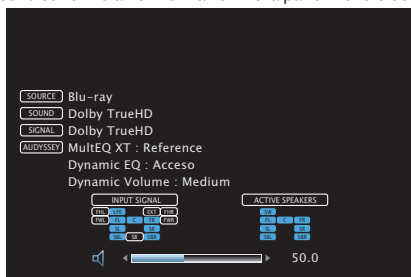 SOURCE Blu-ray
SOUND Dolby TrueHD
SIGNAL Dolby TrueHD
AUDYSSEY MultEQ XT : Reference
Dynamic EQ : Acceso
Dynamic Volume : Medium
INPUT SIGNAL ACTIVE SPEAKERS
FHL LFE EXT FHR SW
FWL FL C FR FWR FL C FR
SL SR SL SR
SBL SB SBR SBL SBR
50.0